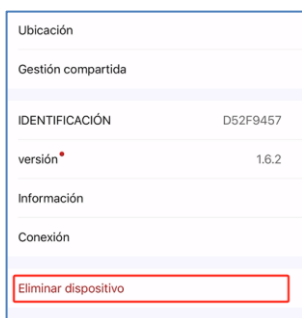 Ubicación
Gestión compartida
IDENTIFICACIÓN D52F9457
versión 1.6.2
Información
Conexión
Eliminar dispositivo